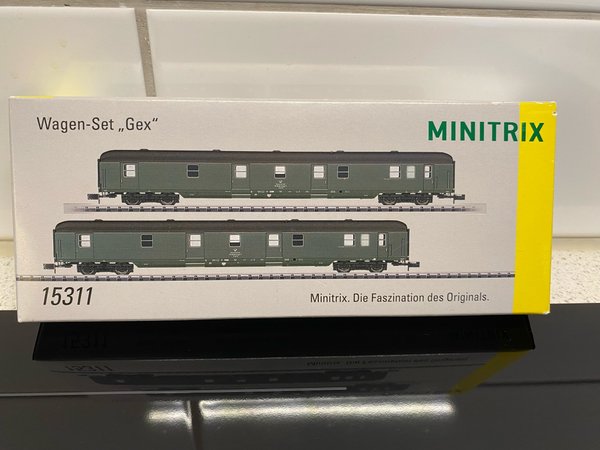 Wagen-Set „Gex“
MINITRIX
15311
Minitrix. Die Faszination des Originals.